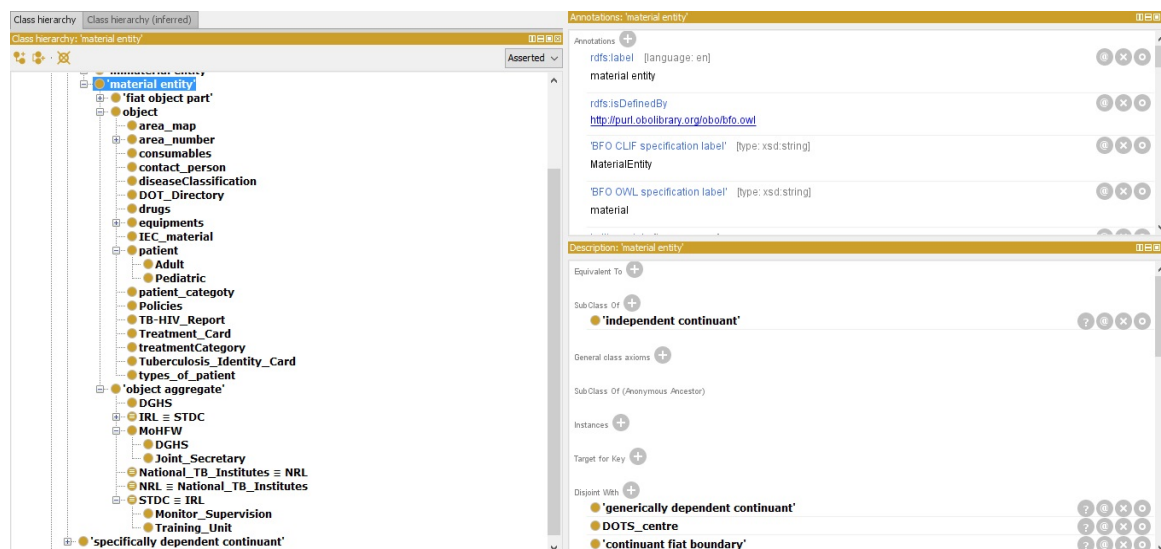 Class hierarchy Class hierarchy (inferred)
Class hierarchy: 'material entity'
Asserted
'immaterial entity'
'material entity'
'fiat object part'
object
area_map
area_number
consumables
contact_person
diseaseClassification
DOT_Directory
drugs
equipments
IEC_material
patient
Adult
Pediatric
patient_categoty
Policies
TB-HIV_Report
Treatment_Card
treatmentCategory
Tuberculosis_Identity_Card
types_of_patient
'object aggregate'
DGHS
IRL ≡ STDC
MoHFW
DGHS
Joint_Secretary
National_TB_Institutes ≡ NRL
NRL ≡ National_TB_Institutes
STDC ≡ IRL
Monitor_Supervision
Training_Unit
'specifically dependent continuant'
Annotations: 'material entity'
Annotations
rdfs:label [language: en]
material entity
rdfs:isDefinedBy
http://purl.obolibrary.org/obo/bfo.owl
'BFO CLIF specification label' [type: xsd:string]
MaterialEntity
'BFO OWL specification label' [type: xsd:string]
material
Description: 'material entity'
Equivalent To
SubClass Of
'independent continuant'
General class axioms
SubClass Of (Anonymous Ancestor)
Instances
Target for Key
Disjoint With
'generically dependent continuant'
DOTS_centre
'continuant fiat boundary'